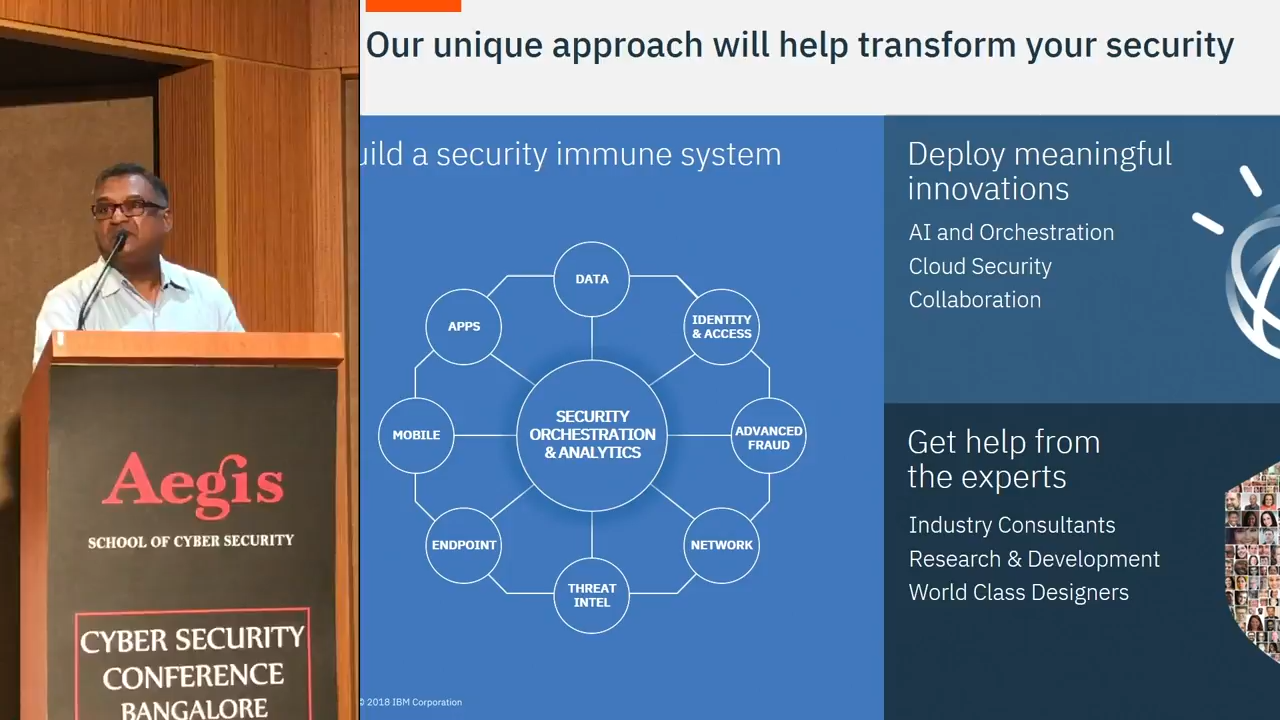 Our unique approach will help transform your security
uild a security immune system
DATA
IDENTITY
& ACCESS
ADVANCED
FRAUD
NETWORK
THREAT
INTEL
ENDPOINT
MOBILE
APPS
SECURITY
ORCHESTRATION
& ANALYTICS
© 2018 IBM Corporation
Deploy meaningful
innovations
AI and Orchestration
Cloud Security
Collaboration
Get help from
the experts
Industry Consultants
Research & Development
World Class Designers
Aegis
SCHOOL OF CYBER SECURITY
CYBER SECURITY
CONFERENCE
BANGALORE